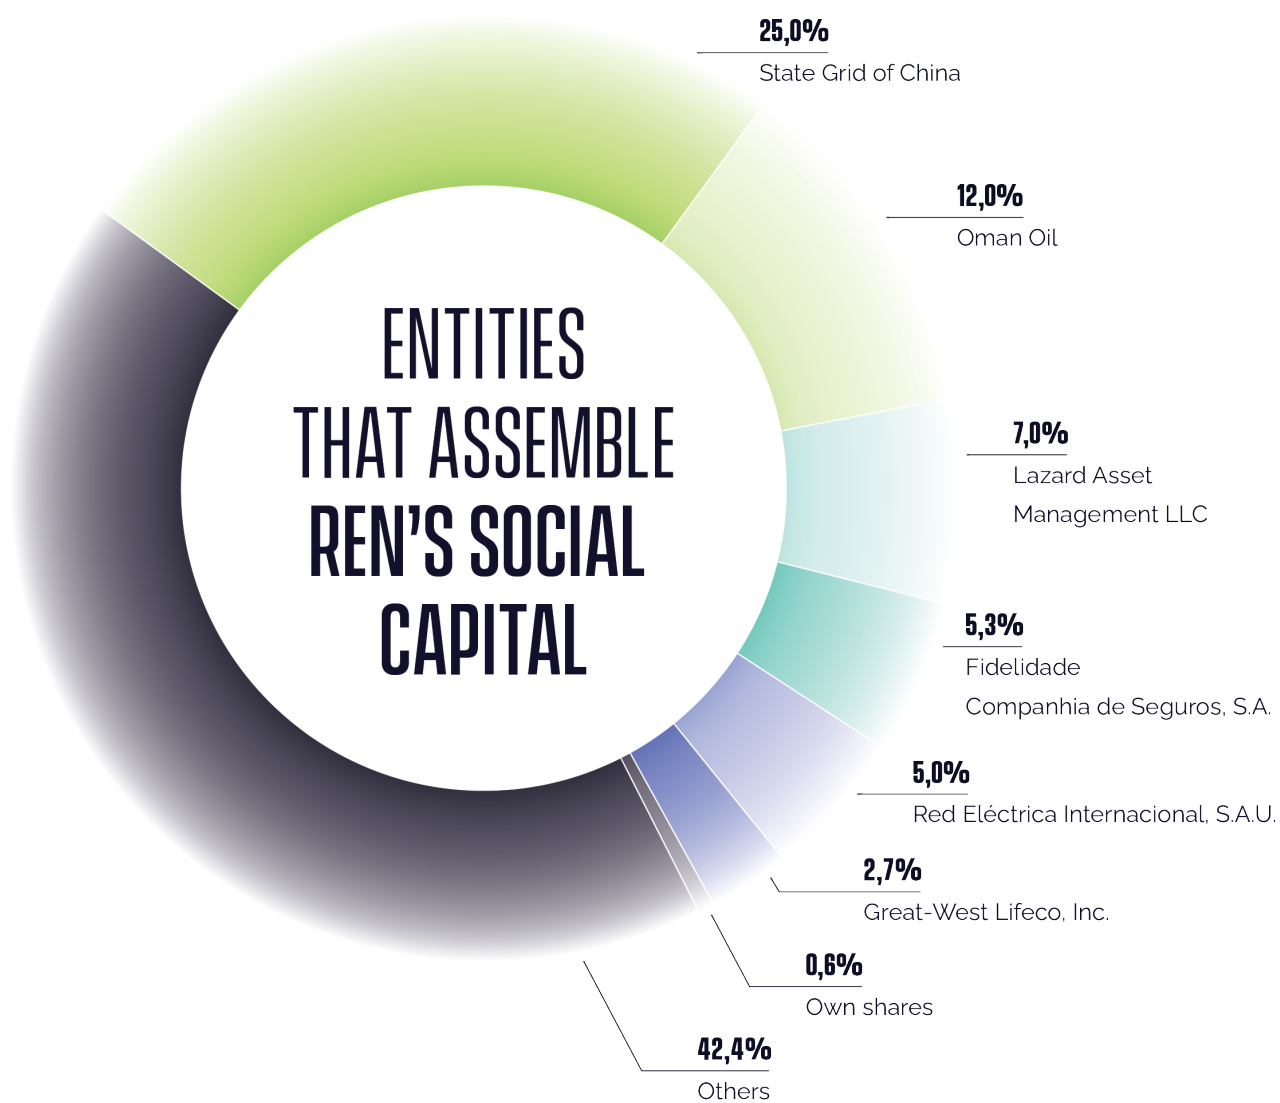 ENTITIES
THAT ASSEMBLE
REN'S SOCIAL
CAPITAL
25,0%
State Grid of China
12,0%
Oman Oil
7,0%
Lazard Asset
Management LLC
5,3%
Fidelidade
Companhia de Seguros, S.A.
5,0%
Red Eléctrica Internacional, S.A.U.
2,7%
Great-West Lifeco, Inc.
0,6%
Own shares
42,4%
Others